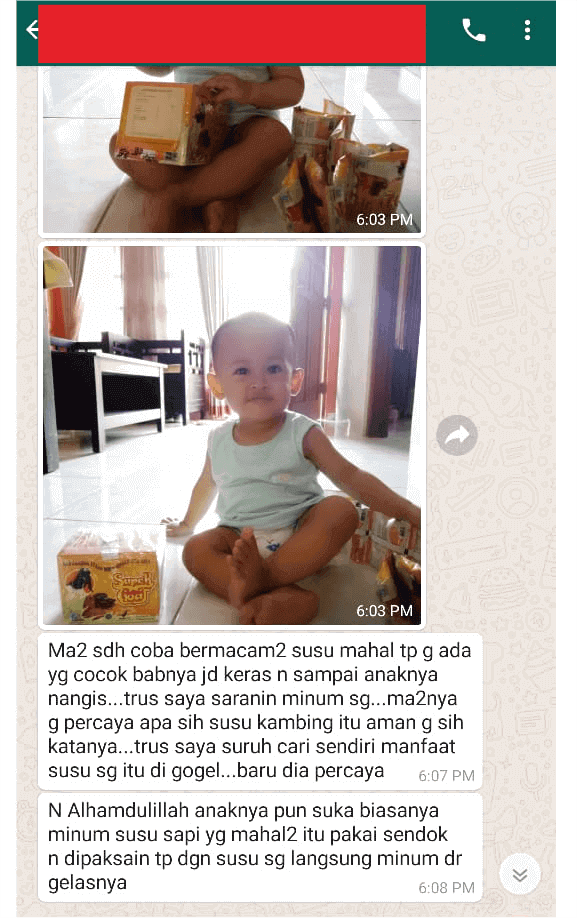 6:03 PM
Super
Goat
6:03 PM
Ma2 sdh coba bermacam2 susu mahal tp g ada
yg cocok babnya jd keras n sampai anaknya
nangis...trus saya saranin minum sg...ma2nya
g percaya apa sih susu kambing itu aman g sih
katanya...trus saya suruh cari sendiri manfaat
susu sg itu di gogel...baru dia percaya
6:07 PM
N Alhamdulillah anaknya pun suka biasanya
minum susu sapi yg mahal2 itu pakai sendok
n dipaksain tp dgn susu sg langsung minum dr
gelasnya
6:08 PM